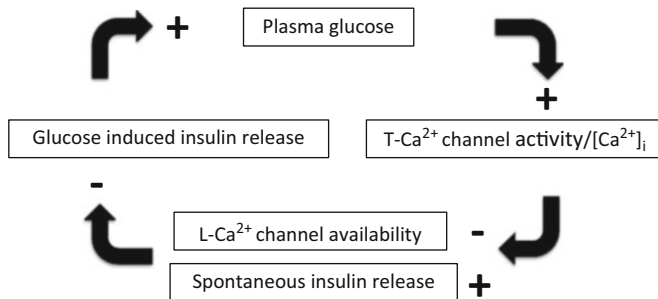 + Plasma glucose
+
Glucose induced insulin release
T-Ca²⁺ channel activity/[Ca²⁺]ᵢ
-
L-Ca²⁺ channel availability -
Spontaneous insulin release +